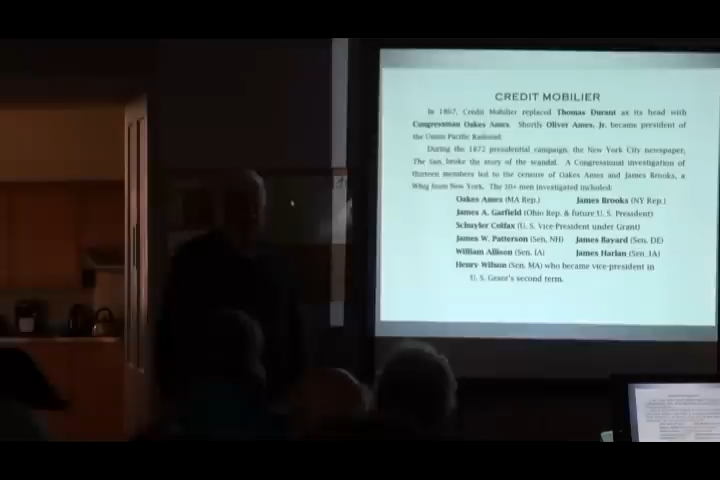 CREDIT MOBILIER
In 1867, Credit Mobilier replaced Thomas Durant as its head with
Congressman Oakes Ames. Shortly Oliver Ames, Jr. became president of
the Union Pacific Railroad.
During the 1872 presidential campaign, the New York City newspaper,
The Sun, broke the story of the scandal. A Congressional investigation of
thirteen members led to the censure of Oakes Ames and James Brooks, a
Whig from New York. The 30+ men investigated included:
Oakes Ames (MA Rep.) James Brooks (NY Rep.)
James A. Garfield (Ohio Rep. & future U. S. President)
Schuyler Colfax (U. S. Vice-President under Grant)
James W. Patterson (Sen, NH) James Bayard (Sen, DE)
William Allison (Sen, IA) James Harlan (Sen IA)
Henry Wilson (Sen. MA) who became vice-president in
U. S. Grant's second term.